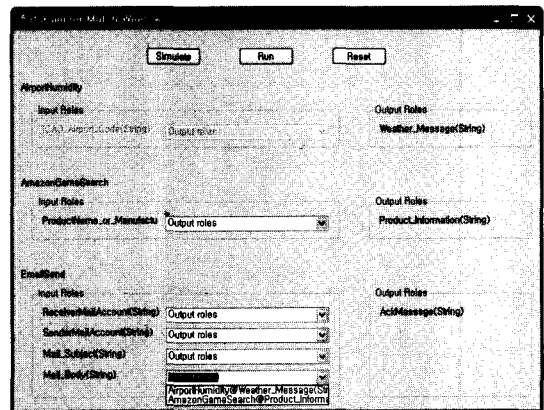 Simulate Run Reset
AirportHumidity
Input Roles Output Roles
ICAO_Airport_Code(String) Output roles Weather_Message(String)
AmazonGameSearch
Input Roles Output Roles
ProductName_or_Manufactu Output roles Product_Information(String)
EmailSend
Input Roles Output Roles
ReceiverMailAccount(String) Output roles AckMassage(String)
SenderMailAccount(String) Output roles
Mail_Subject(String) Output roles
Mail_Body(String)
AirportHumidity@Weather_Message(Str
AmazonGameSearch@Product_Informa